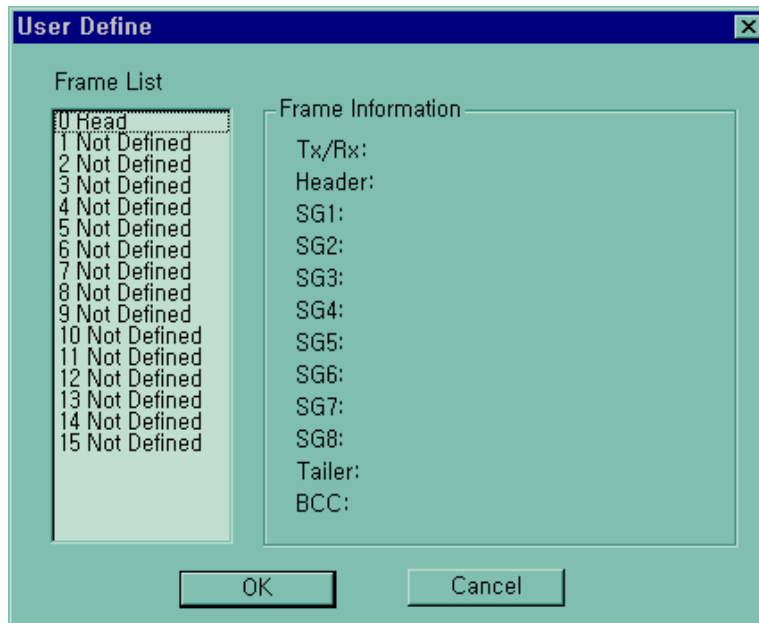 User Define
Frame List
0 Read
1 Not Defined
2 Not Defined
3 Not Defined
4 Not Defined
5 Not Defined
6 Not Defined
7 Not Defined
8 Not Defined
9 Not Defined
10 Not Defined
11 Not Defined
12 Not Defined
13 Not Defined
14 Not Defined
15 Not Defined
Frame Information
Tx/Rx:
Header:
SG1:
SG2:
SG3:
SG4:
SG5:
SG6:
SG7:
SG8:
Tailer:
BCC:
OK
Cancel